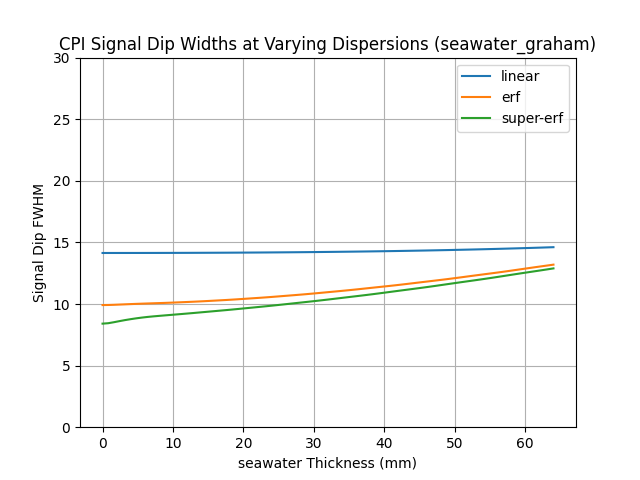 CPI Signal Dip Widths at Varying Dispersions (seawater_graham)
30
25
20
15
10
5
0
Signal Dip FWHM
linear
erf
super-erf
0 10 20 30 40 50 60
seawater Thickness (mm)